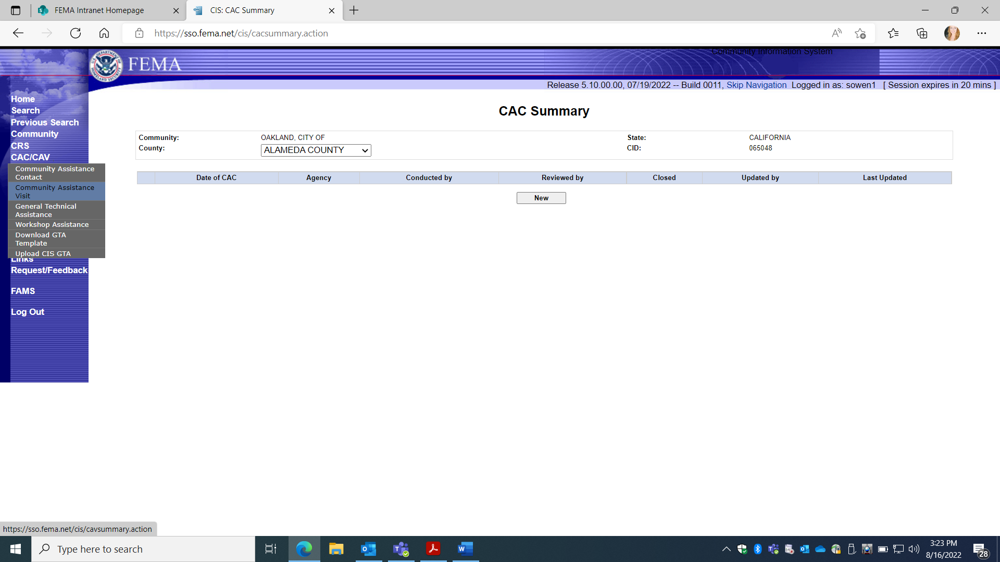 FEMA Intranet Homepage
CIS: CAC Summary
https://sso.fema.net/cis/cacsummary.action
Community Information System
FEMA
Release 5.10.00.00, 07/19/2022 -- Build 0011, Skip Navigation Logged in as: sowen1 [ Session expires in 20 mins ]
Home
Search
Previous Search
Community
CRS
CAC/CAV
Community Assistance
Contact
Community Assistance
Visit
General Technical
Assistance
Workshop Assistance
Download GTA
Template
Upload CIS GTA
Links
Request/Feedback
FAMS
Log Out
CAC Summary
Community: OAKLAND, CITY OF State: CALIFORNIA
County: ALAMEDA COUNTY CID: 065048
Date of CAC Agency Conducted by Reviewed by Closed Updated by Last Updated
New
https://sso.fema.net/cis/cavsummary.action
Type here to search
3:23 PM
8/16/2022
28